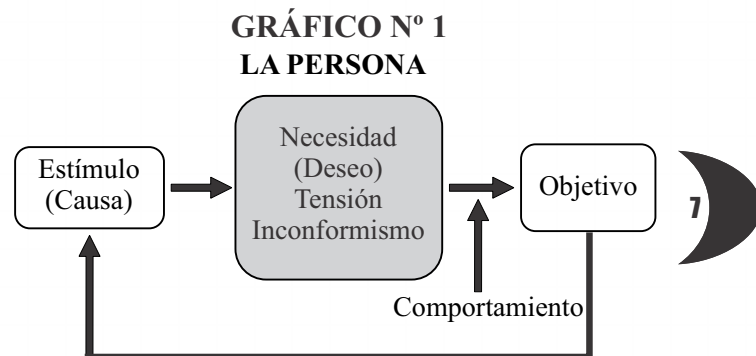 GRÁFICO Nº 1
LA PERSONA
Estímulo
(Causa)
Necesidad
(Deseo)
Tensión
Inconformismo
Objetivo
7
Comportamiento